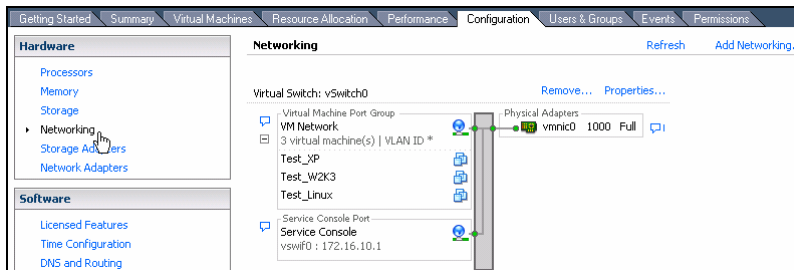 Getting Started Summary Virtual Machines Resource Allocation Performance Configuration Users & Groups Events Permissions
Hardware
Processors
Memory
Storage
Networking
Storage Adapters
Network Adapters
Software
Licensed Features
Time Configuration
DNS and Routing
Networking
Refresh Add Networking.
Virtual Switch: vSwitch0
Remove... Properties...
Virtual Machine Port Group
VM Network
3 virtual machine(s) | VLAN ID *
Test_XP
Test_W2K3
Test_Linux
Service Console Port
Service Console
vswif0 : 172.16.10.1
Physical Adapters
vmnic0 1000 Full